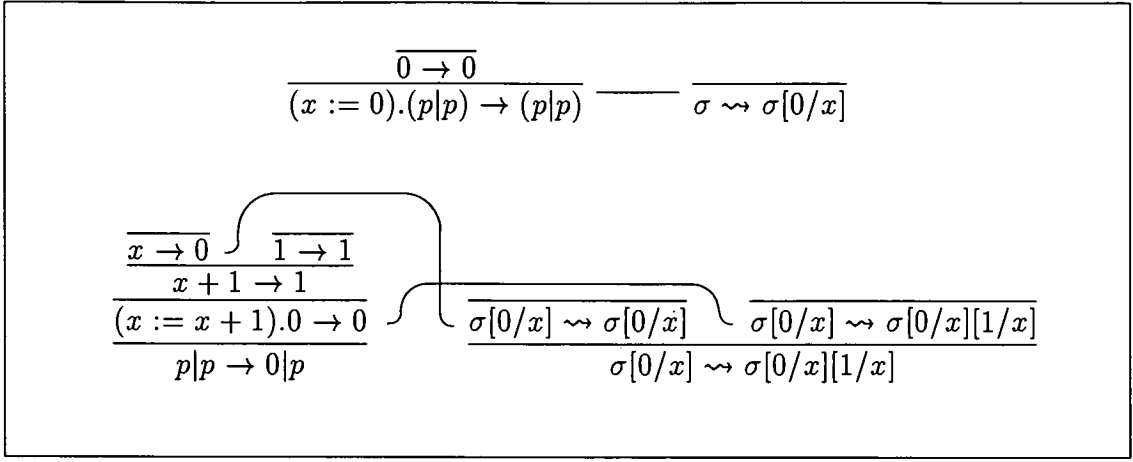 0 → 0
(x := 0).(p|p) → (p|p) σ ⇝ σ[0/x]
x → 0 1 → 1
x + 1 → 1
(x := x + 1).0 → 0 σ[0/x] ⇝ σ[0/x] σ[0/x] ⇝ σ[0/x][1/x]
p|p → 0|p σ[0/x] ⇝ σ[0/x][1/x]